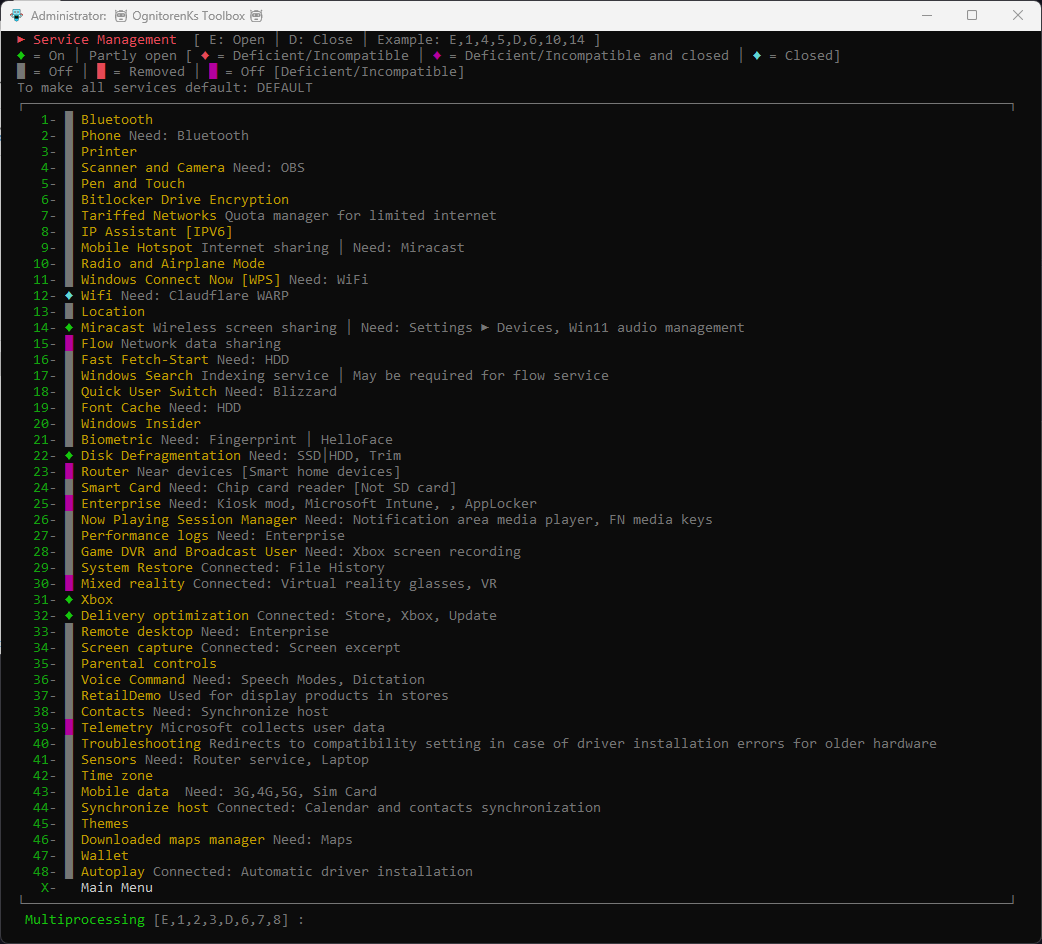 Administrator: 🤖 OgnitorenKs Toolbox 🤖
► Service Management [ E: Open │ D: Close │ Example: E,1,4,5,D,6,10,14 ]
♦ = On │ Partly open [ ♦ = Deficient/Incompatible │ ♦ = Deficient/Incompatible and closed │ ♦ = Closed]
█ = Off │ █ = Removed │ █ = Off [Deficient/Incompatible]
To make all services default: DEFAULT
1- █ Bluetooth
2- █ Phone Need: Bluetooth
3- █ Printer
4- █ Scanner and Camera Need: OBS
5- █ Pen and Touch
6- █ Bitlocker Drive Encryption
7- █ Tariffed Networks Quota manager for limited internet
8- █ IP Assistant [IPV6]
9- █ Mobile Hotspot Internet sharing │ Need: Miracast
10- █ Radio and Airplane Mode
11- █ Windows Connect Now [WPS] Need: WiFi
12- ♦ Wifi Need: Claudflare WARP
13- █ Location
14- ♦ Miracast Wireless screen sharing │ Need: Settings ► Devices, Win11 audio management
15- █ Flow Network data sharing
16- █ Fast Fetch-Start Need: HDD
17- █ Windows Search Indexing service │ May be required for flow service
18- █ Quick User Switch Need: Blizzard
19- █ Font Cache Need: HDD
20- █ Windows Insider
21- █ Biometric Need: Fingerprint │ HelloFace
22- ♦ Disk Defragmentation Need: SSD│HDD, Trim
23- █ Router Near devices [Smart home devices]
24- █ Smart Card Need: Chip card reader [Not SD card]
25- █ Enterprise Need: Kiosk mod, Microsoft Intune, , AppLocker
26- █ Now Playing Session Manager Need: Notification area media player, FN media keys
27- █ Performance logs Need: Enterprise
28- █ Game DVR and Broadcast User Need: Xbox screen recording
29- █ System Restore Connected: File History
30- █ Mixed reality Connected: Virtual reality glasses, VR
31- ♦ Xbox
32- ♦ Delivery optimization Connected: Store, Xbox, Update
33- █ Remote desktop Need: Enterprise
34- █ Screen capture Connected: Screen excerpt
35- █ Parental controls
36- █ Voice Command Need: Speech Modes, Dictation
37- █ RetailDemo Used for display products in stores
38- █ Contacts Need: Synchronize host
39- █ Telemetry Microsoft collects user data
40- █ Troubleshooting Redirects to compatibility setting in case of driver installation errors for older hardware
41- █ Sensors Need: Router service, Laptop
42- █ Time zone
43- █ Mobile data Need: 3G,4G,5G, Sim Card
44- █ Synchronize host Connected: Calendar and contacts synchronization
45- █ Themes
46- █ Downloaded maps manager Need: Maps
47- █ Wallet
48- █ Autoplay Connected: Automatic driver installation
X- Main Menu
Multiprocessing [E,1,2,3,D,6,7,8] :